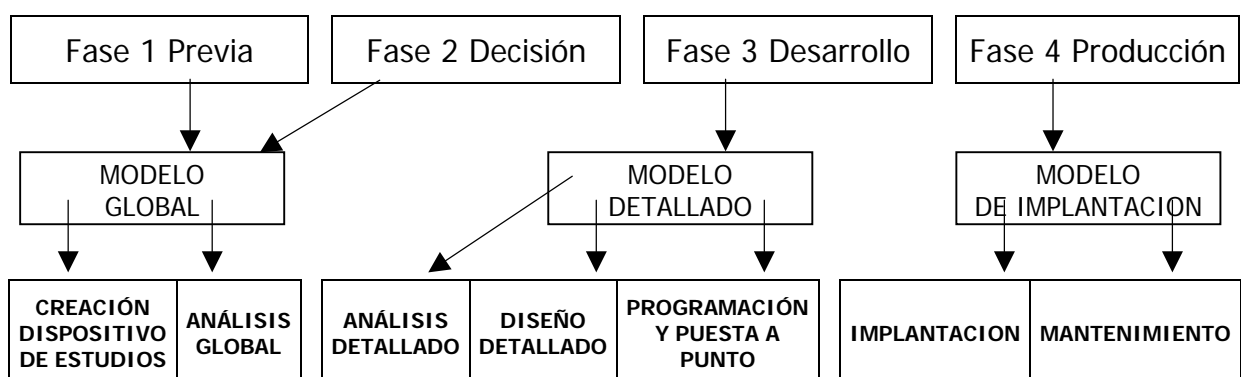 Fase 1 Previa
Fase 2 Decisión
Fase 3 Desarrollo
Fase 4 Producción
MODELO
GLOBAL
MODELO
DETALLADO
MODELO
DE IMPLANTACION
CREACIÓN
DISPOSITIVO
DE ESTUDIOS
ANÁLISIS
GLOBAL
ANÁLISIS
DETALLADO
DISEÑO
DETALLADO
PROGRAMACIÓN
Y PUESTA A
PUNTO
IMPLANTACION
MANTENIMIENTO